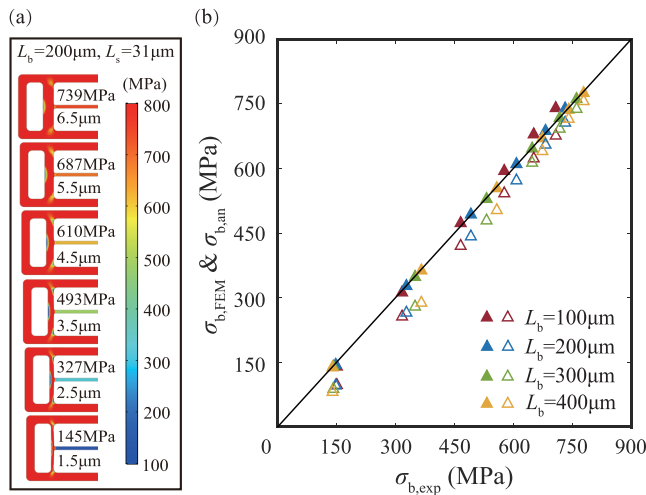 (a)
L_b=200μm, L_s=31μm
(MPa)
739MPa
6.5μm
687MPa
5.5μm
610MPa
4.5μm
493MPa
3.5μm
327MPa
2.5μm
145MPa
1.5μm
800
700
600
500
400
300
200
100
(b)
σ_b,FEM & σ_b,an (MPa)
900
750
600
450
300
150
0 150 300 450 600 750 900
σ_b,exp (MPa)
L_b=100μm
L_b=200μm
L_b=300μm
L_b=400μm